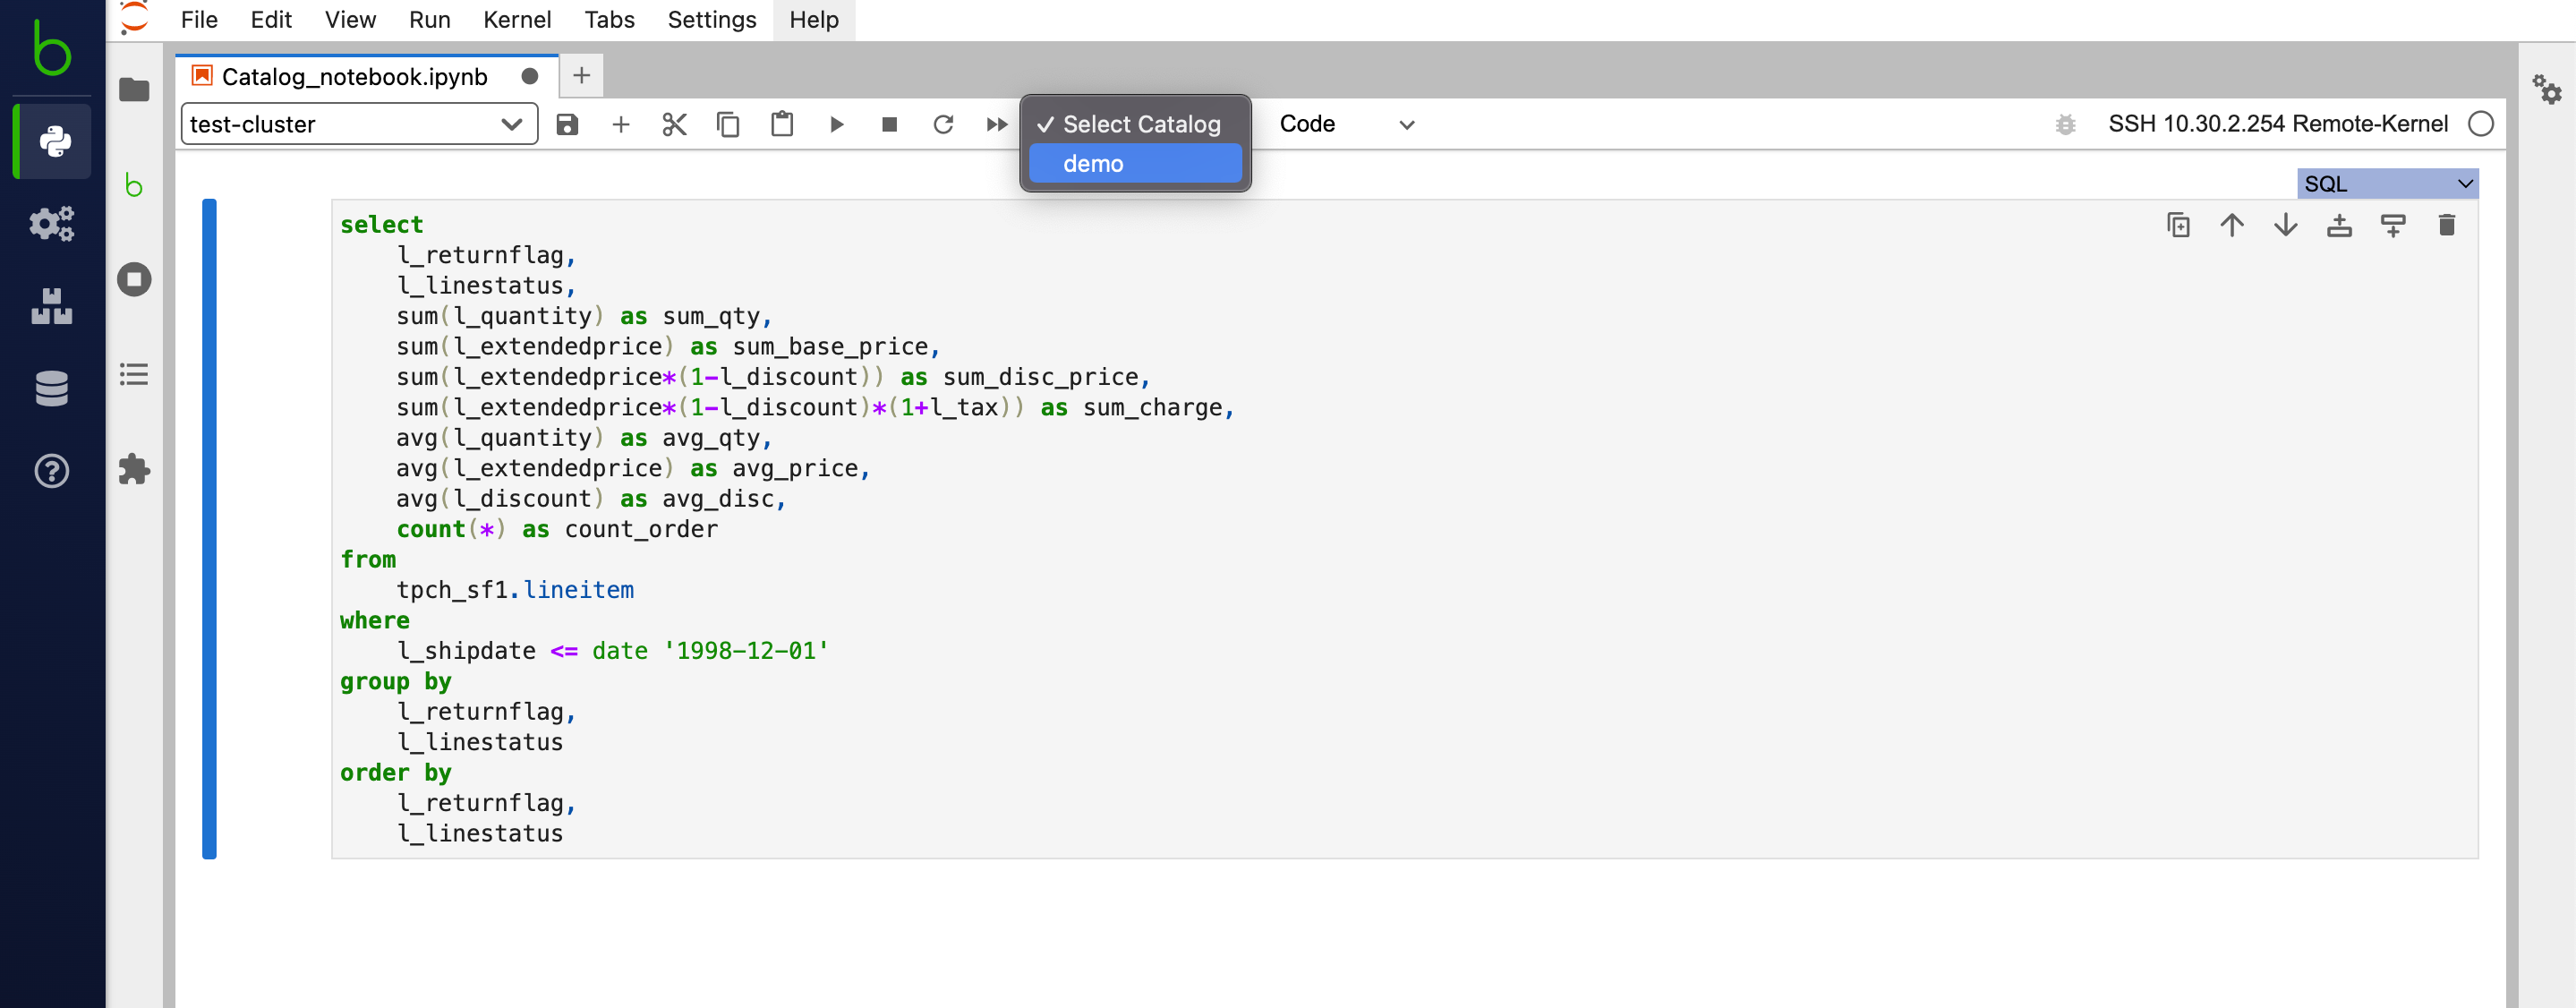 File Edit View Run Kernel Tabs Settings Help
Catalog_notebook.ipynb
test-cluster
✓ Select Catalog
Code
SSH 10.30.2.254 Remote-Kernel
demo
SQL
select
    l_returnflag,
    l_linestatus,
    sum(l_quantity) as sum_qty,
    sum(l_extendedprice) as sum_base_price,
    sum(l_extendedprice*(1-l_discount)) as sum_disc_price,
    sum(l_extendedprice*(1-l_discount)*(1+l_tax)) as sum_charge,
    avg(l_quantity) as avg_qty,
    avg(l_extendedprice) as avg_price,
    avg(l_discount) as avg_disc,
    count(*) as count_order
from
    tpch_sf1.lineitem
where
    l_shipdate <= date '1998-12-01'
group by
    l_returnflag,
    l_linestatus
order by
    l_returnflag,
    l_linestatus